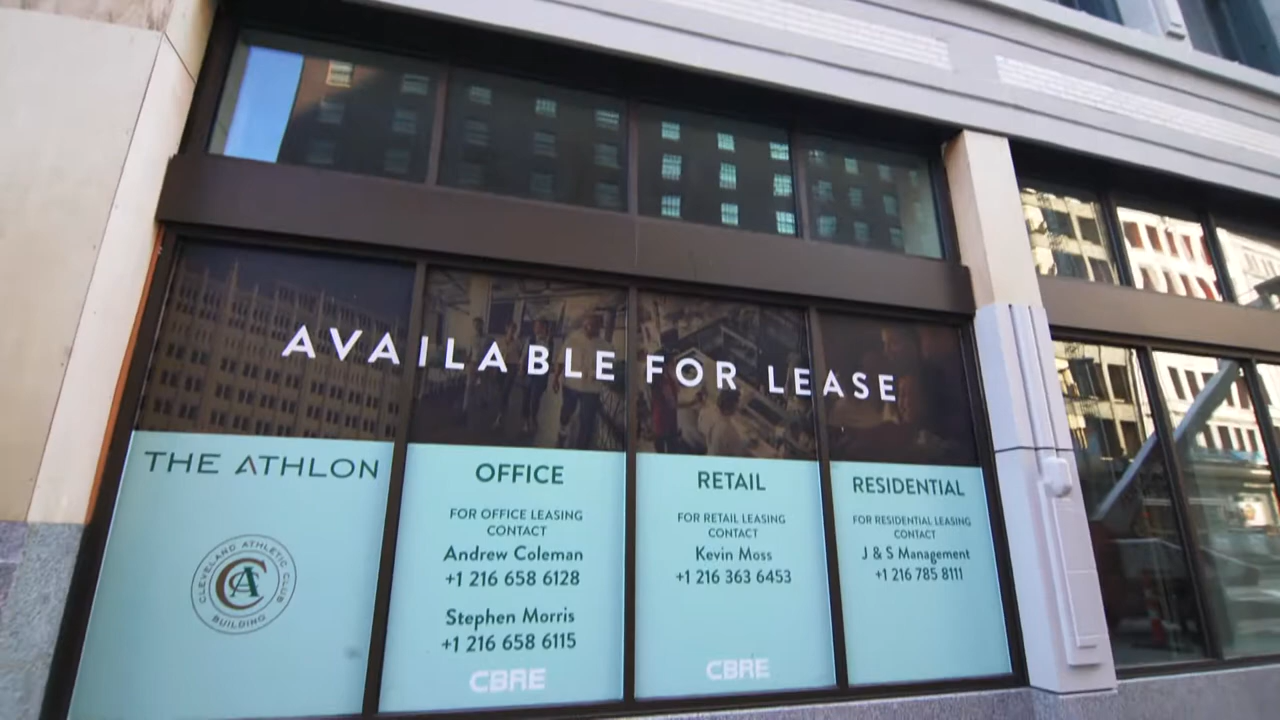 AVAILABLE FOR LEASE
THE ATHLON
CLEVELAND ATHLETIC CLUB
CAC
BUILDING
OFFICE
FOR OFFICE LEASING
CONTACT
Andrew Coleman
+1 216 658 6128
Stephen Morris
+1 216 658 6115
CBRE
RETAIL
FOR RETAIL LEASING
CONTACT
Kevin Moss
+1 216 363 6453
CBRE
RESIDENTIAL
FOR RESIDENTIAL LEASING
CONTACT
J & S Management
+1 216 785 8111